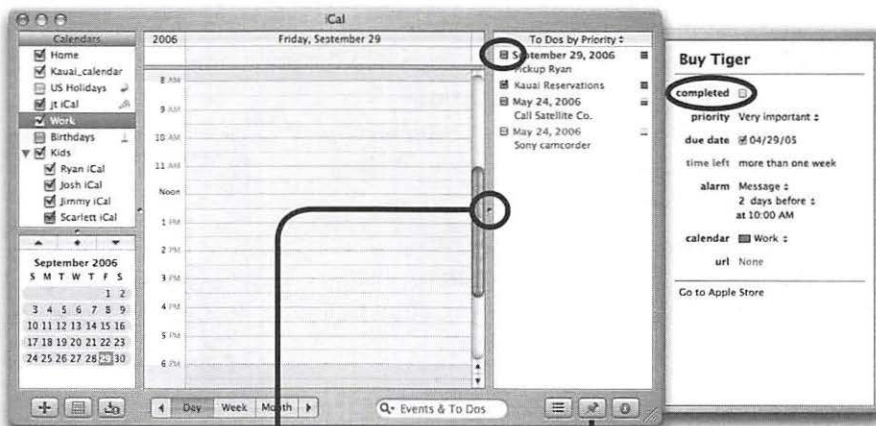 iCal
Calendars
Home
Kauai_calendar
US Holidays
jt iCal
Work
Birthdays
Kids
Ryan iCal
Josh iCal
Jimmy iCal
Scarlett iCal
September 2006
S M T W T F S
1 2
3 4 5 6 7 8 9
10 11 12 13 14 15 16
17 18 19 20 21 22 23
24 25 26 27 28 29 30
2006 Friday, September 29
8 AM
9 AM
10 AM
11 AM
Noon
1 PM
2 PM
3 PM
4 PM
5 PM
6 PM
Day Week Month
Events & To Dos
To Dos by Priority
September 29, 2006
Pickup Ryan
Kauai Reservations
May 24, 2006
Call Satellite Co.
May 24, 2006
Sony camcorder
Buy Tiger
completed
priority Very important
due date 04/29/05
time left more than one week
alarm Message
2 days before
at 10:00 AM
calendar Work
url None
Go to Apple Store